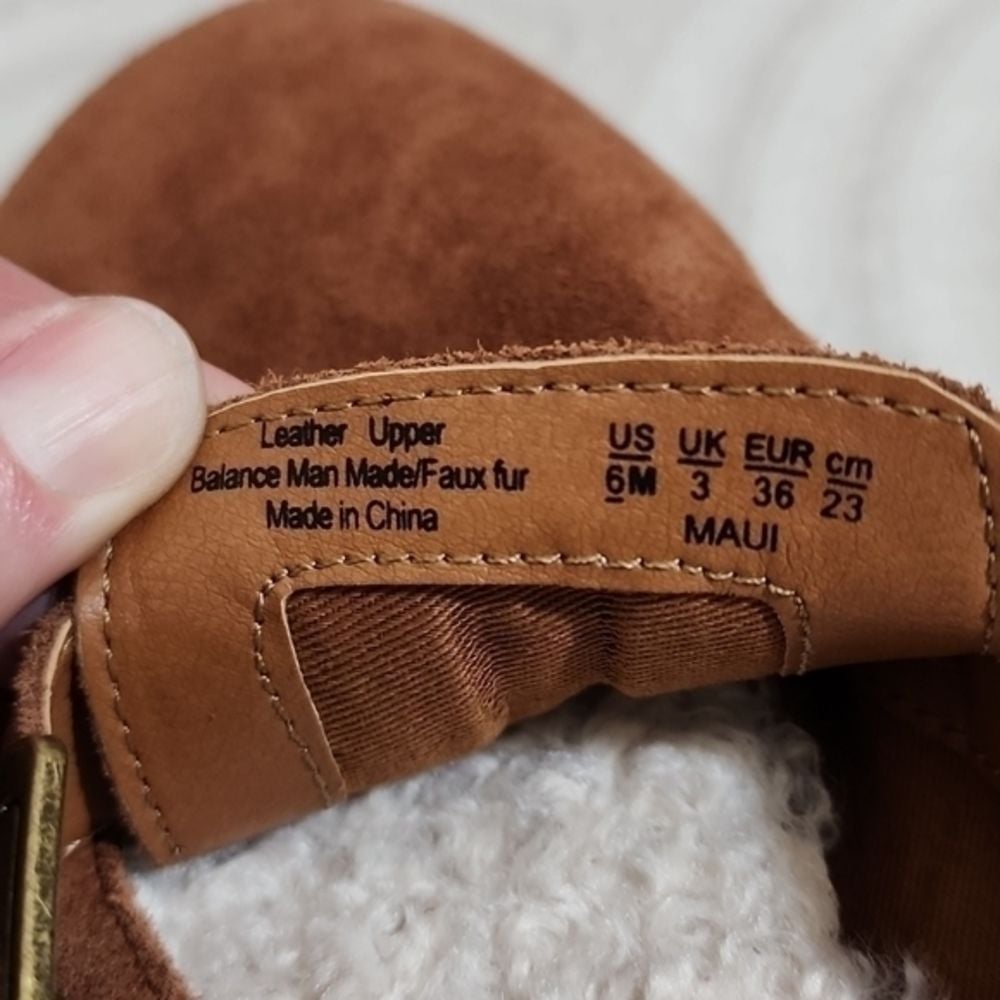 Leather Upper
Balance Man Made/Faux fur
Made in China
US UK EUR cm
6M 3 36 23
MAUI